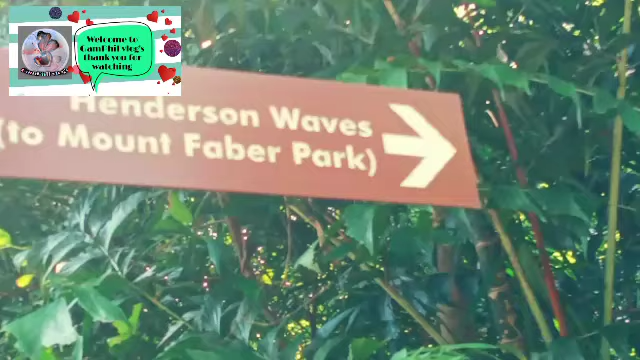 Welcome to
GamPhil vlog's
thank you for
watching
Henderson Waves
(to Mount Faber Park)